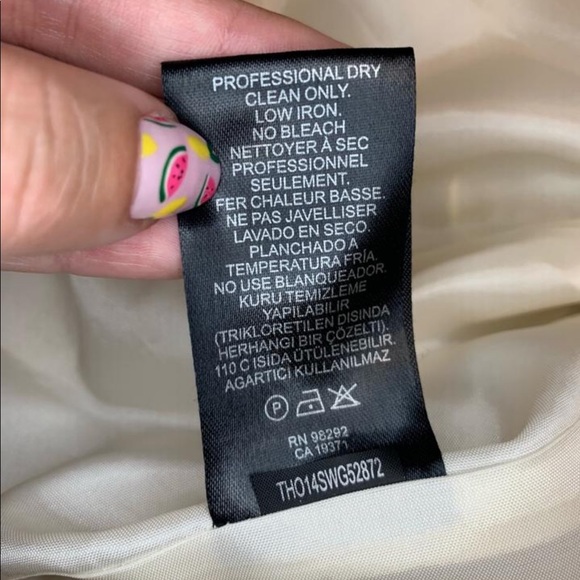 PROFESSIONAL DRY
CLEAN ONLY.
LOW IRON.
NO BLEACH
NETTOYER À SEC
PROFESSIONNEL
SEULEMENT.
FER CHALEUR BASSE.
NE PAS JAVELLISER
LAVADO EN SECO.
PLANCHADO A
TEMPERATURA FRÍA.
NO USE BLANQUEADOR.
KURU TEMIZLEME
YAPILABILIR
(TRIKLORETILEN DISINDA
HERHANGI BIR ÇÖZELTI).
110 C ISIDA ÜTÜLENEBILIR.
AGARTICI KULLANILMAZ
P
RN 98292
CA 19371
THO14SWG52872